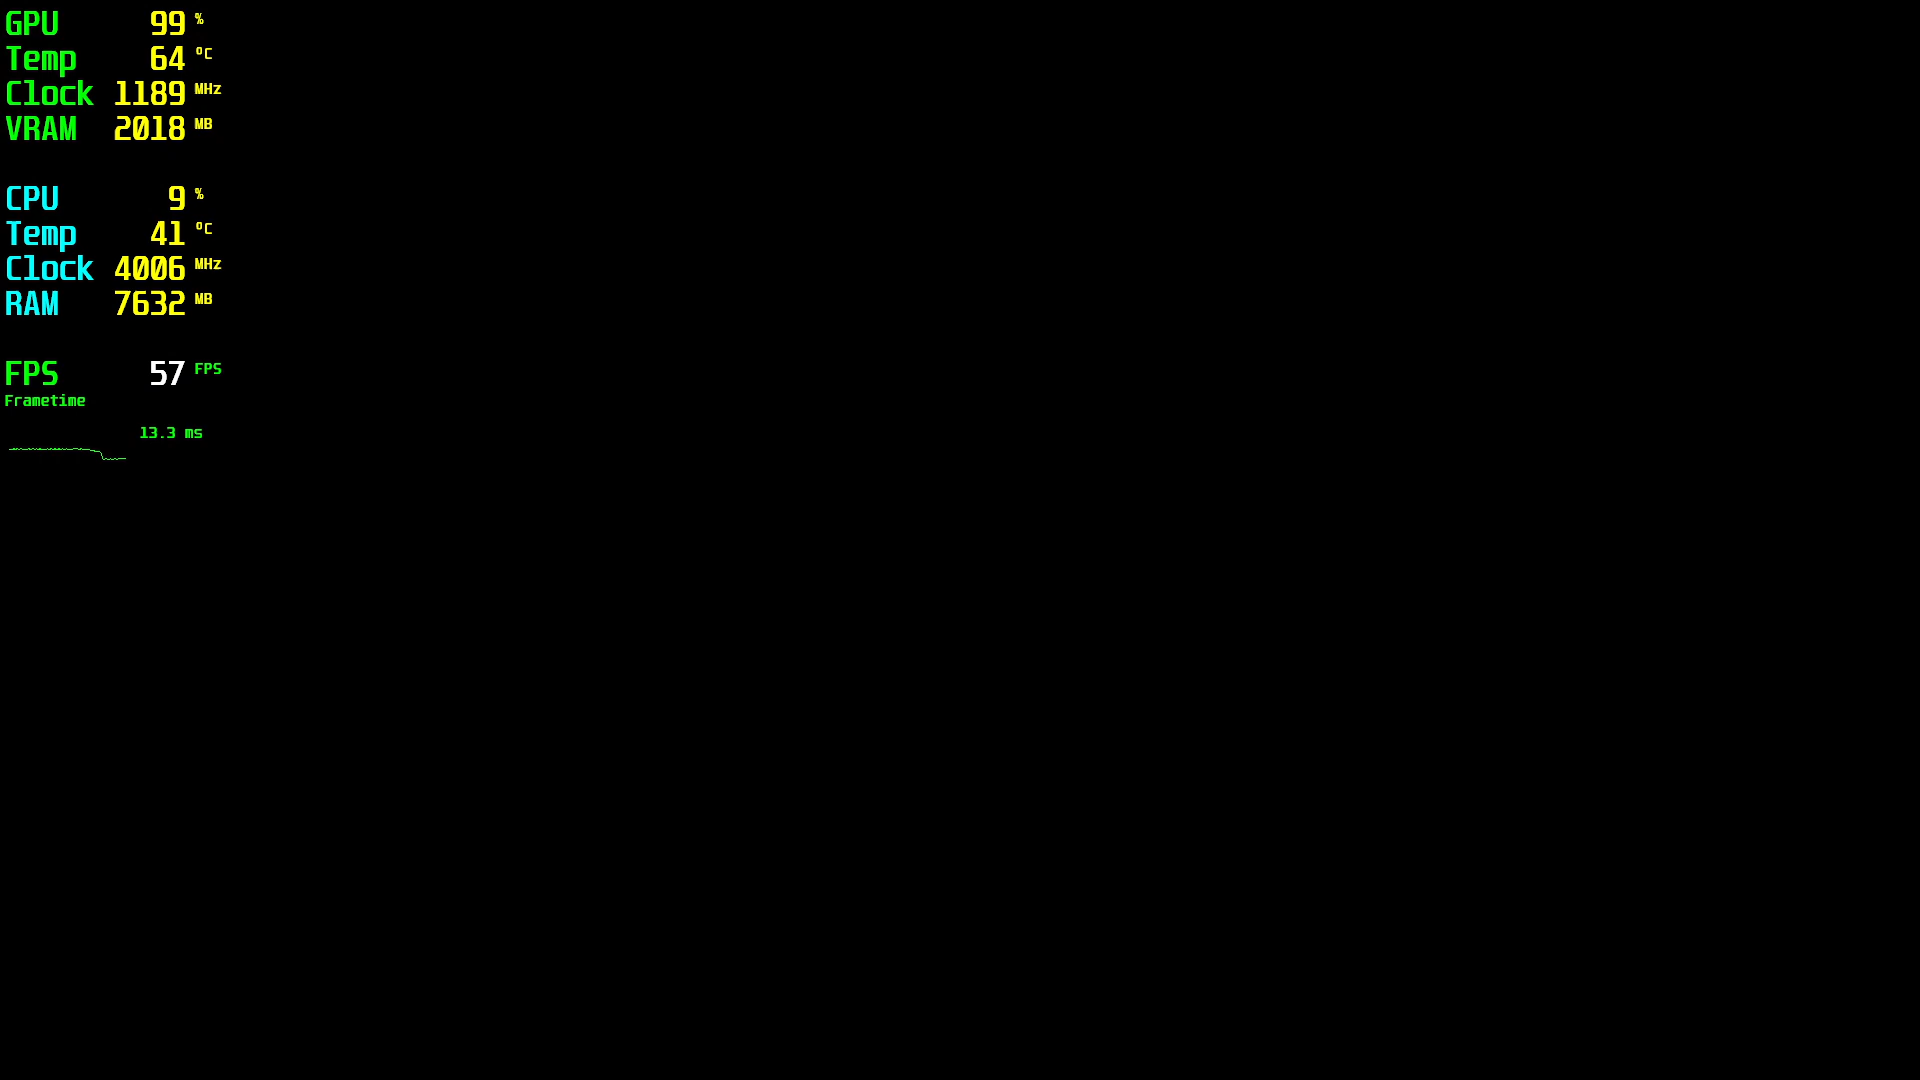 GPU 99 %
Temp 64 °C
Clock 1189 MHz
VRAM 2018 MB
CPU 9 %
Temp 41 °C
Clock 4006 MHz
RAM 7632 MB
FPS 57 FPS
Frametime
13.3 ms